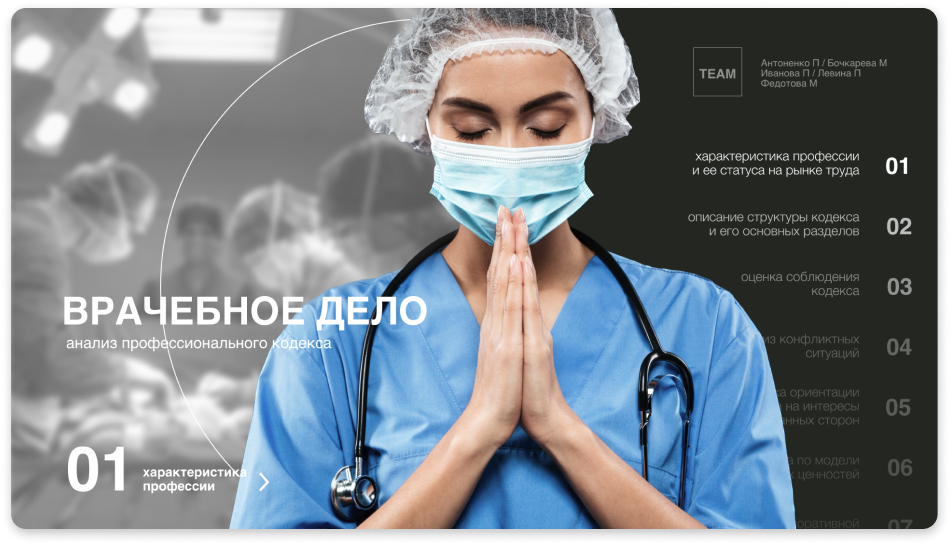 TEAM
Антоненко П / Бочкарева М
Иванова П / Левина П
Федотова М
характеристика профессии
и ее статуса на рынке труда
01
описание структуры кодекса
и его основных разделов
02
оценка соблюдения
кодекса
03
конфликтных
ситуаций
04
ориентации
на интересы
сторон
05
по модели
ценностей
06
07
ВРАЧЕБНОЕ ДЕЛО
анализ профессионального кодекса
01
характеристика
профессии